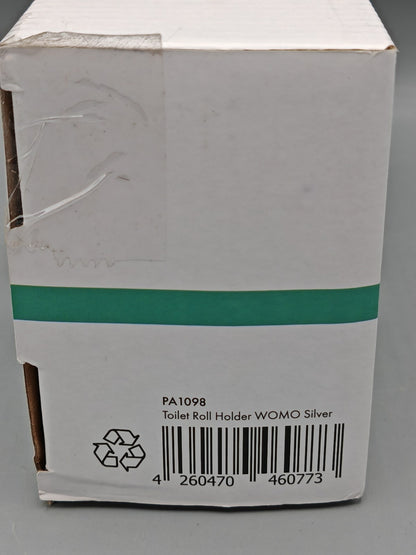 PA1098
Toilet Roll Holder WOMO Silver
4 260470 460773